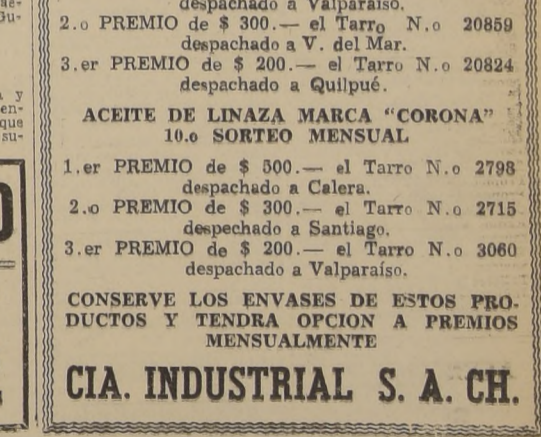 despachado a Valparaíso.
2.o PREMIO de $ 300.— el Tarro N.o 20859
despachado a V. del Mar.
3.er PREMIO de $ 200.— el Tarro N.o 20824
despachado a Quilpué.
ACEITE DE LINAZA MARCA "CORONA"
10.o SORTEO MENSUAL
1.er PREMIO de $ 500.— el Tarro N.o 2798
despachado a Calera.
2.o PREMIO de $ 300.— el Tarro N.o 2715
despechado a Santiago.
3.er PREMIO de $ 200.— el Tarro N.o 3060
despachado a Valparaíso.
CONSERVE LOS ENVASES DE ESTOS PRO-
DUCTOS Y TENDRA OPCION A PREMIOS
MENSUALMENTE
CIA. INDUSTRIAL S. A. CH.